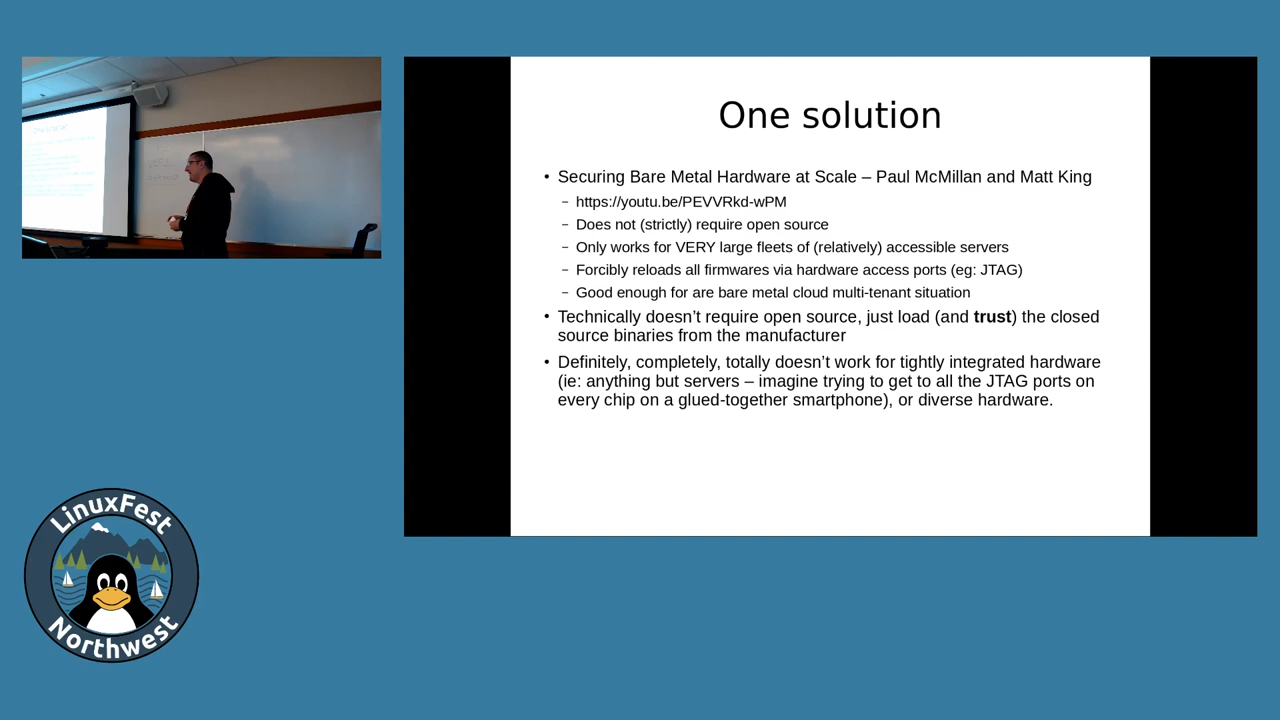 One solution
• Securing Bare Metal Hardware at Scale – Paul McMillan and Matt King
– https://youtu.be/PEVVRkd-wPM
– Does not (strictly) require open source
– Only works for VERY large fleets of (relatively) accessible servers
– Forcibly reloads all firmwares via hardware access ports (eg: JTAG)
– Good enough for are bare metal cloud multi-tenant situation
• Technically doesn’t require open source, just load (and trust) the closed
source binaries from the manufacturer
• Definitely, completely, totally doesn’t work for tightly integrated hardware
(ie: anything but servers – imagine trying to get to all the JTAG ports on
every chip on a glued-together smartphone), or diverse hardware.
LinuxFest
Northwest